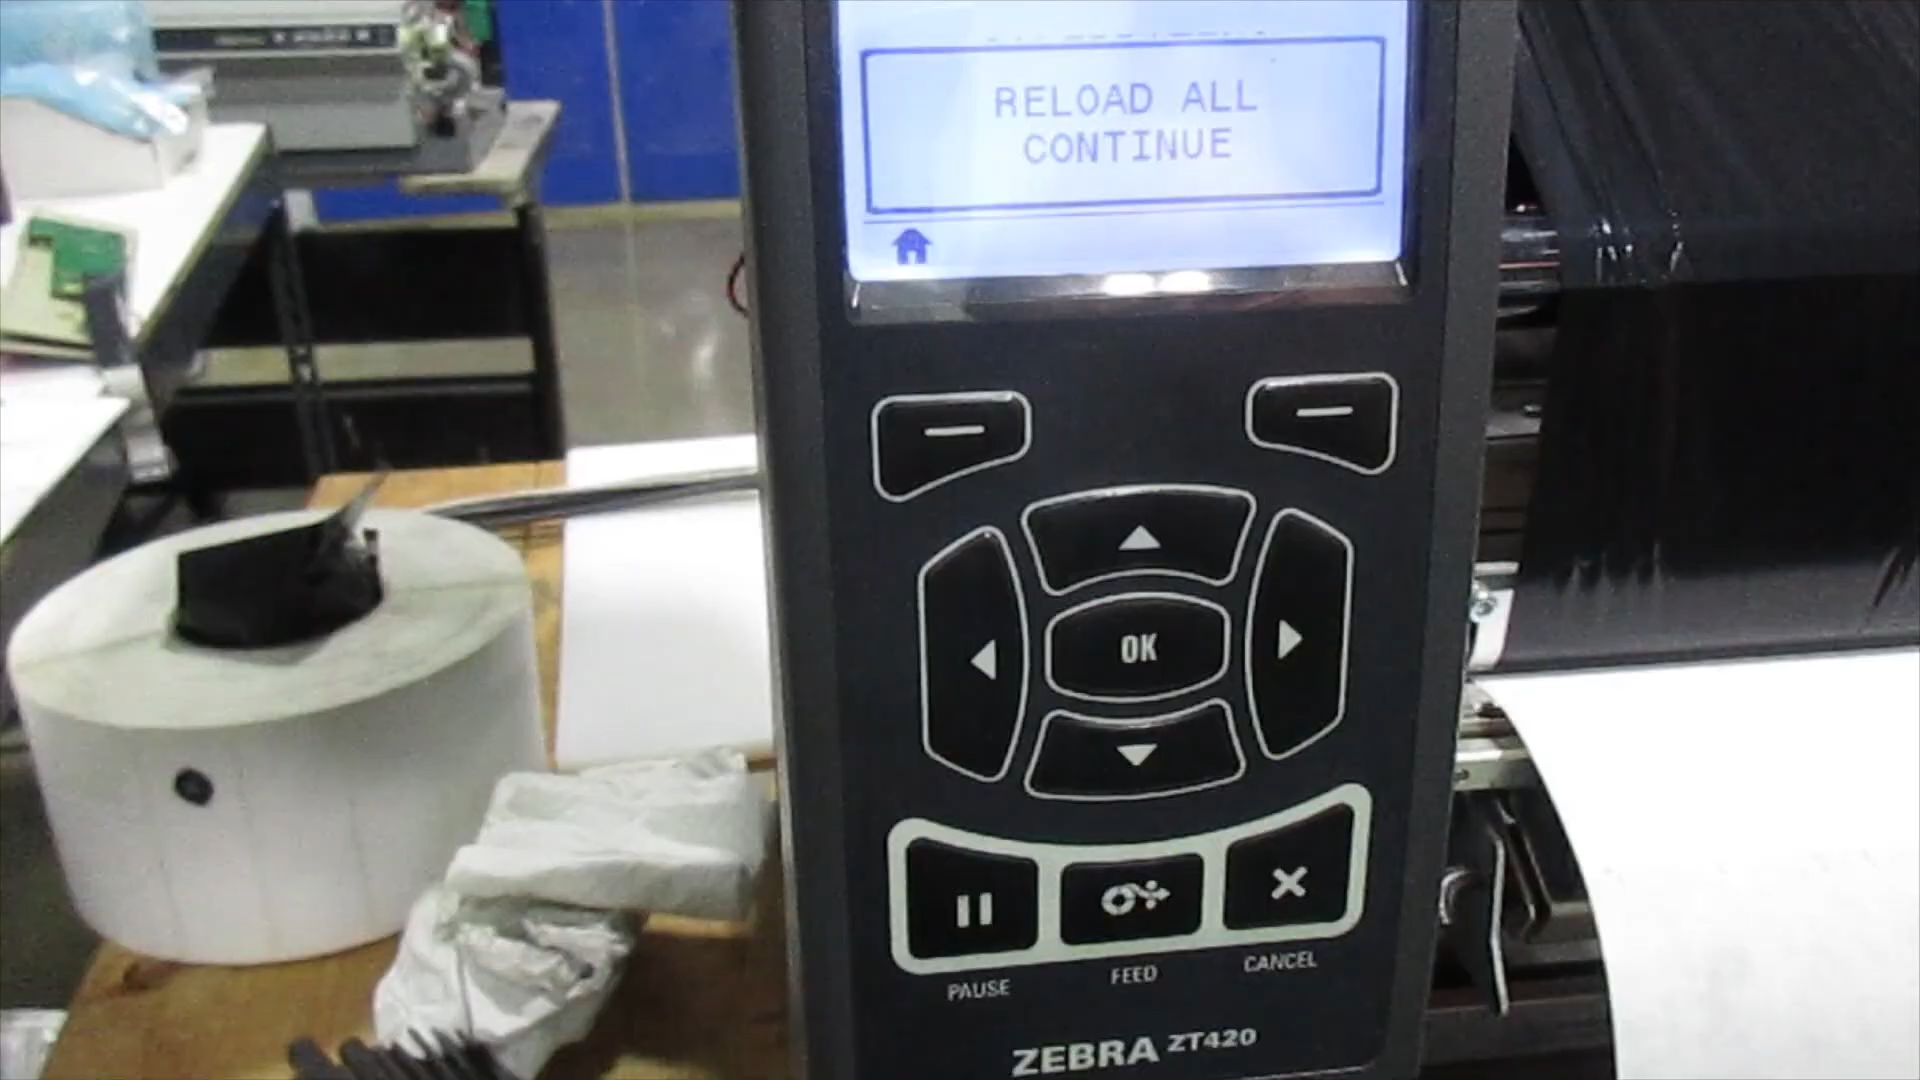 RELOAD ALL
CONTINUE
OK
PAUSE
FEED
CANCEL
ZEBRA ZT420